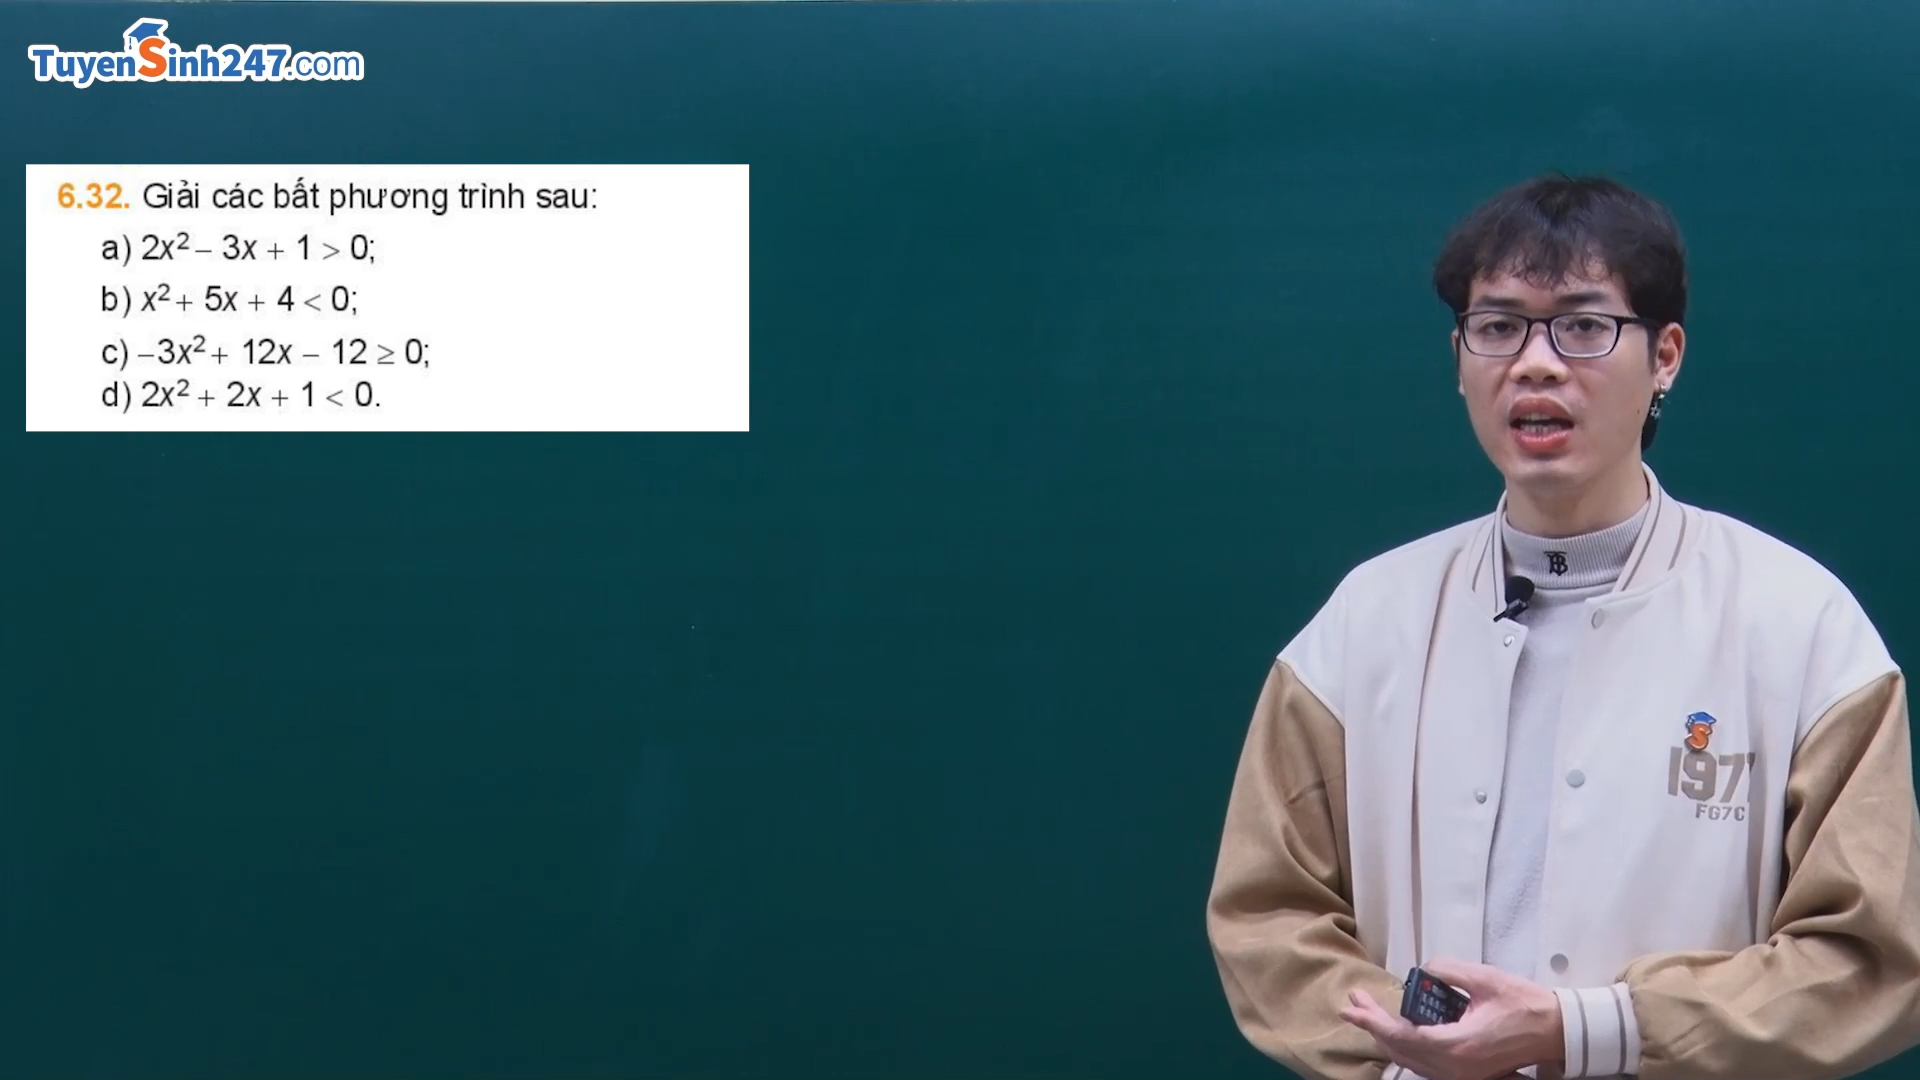 TuyenSinh247.com
6.32. Giải các bất phương trình sau:
a) 2x² – 3x + 1 > 0;
b) x² + 5x + 4 < 0;
c) –3x² + 12x – 12 ≥ 0;
d) 2x² + 2x + 1 < 0.
S
1977
FG7C